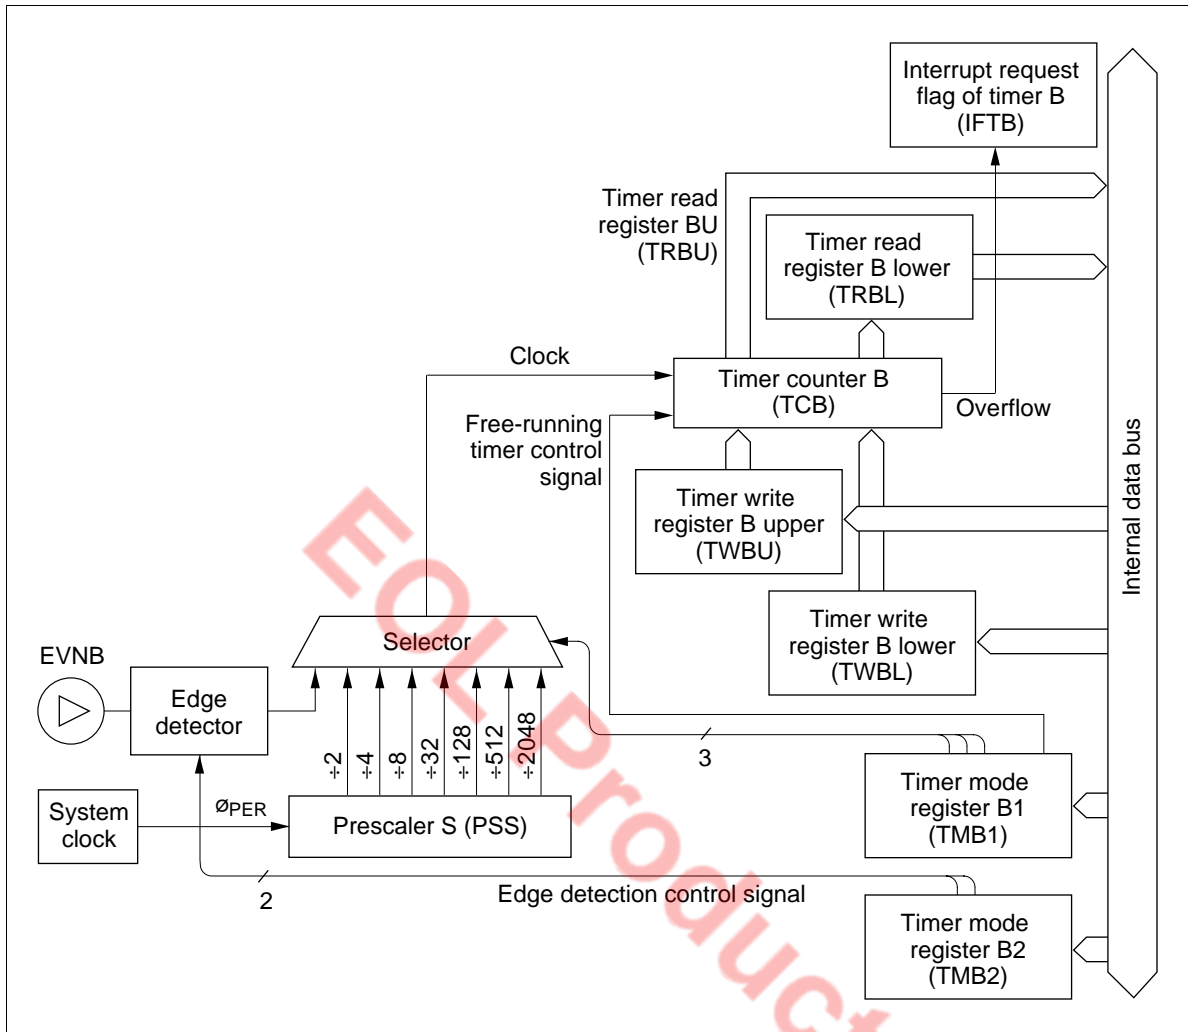 Interrupt request
flag of timer B
(IFTB)
Timer read
register BU
(TRBU)
Timer read
register B lower
(TRBL)
Clock
Timer counter B
(TCB)
Overflow
Free-running
timer control
signal
Timer write
register B upper
(TWBU)
Internal data bus
Timer write
register B lower
(TWBL)
Selector
EVNB
Edge
detector
÷2
÷4
÷8
÷32
÷128
÷512
÷2048
3
Timer mode
register B1
(TMB1)
System
clock
øPER
Prescaler S (PSS)
2
Edge detection control signal
Timer mode
register B2
(TMB2)
EOL Product